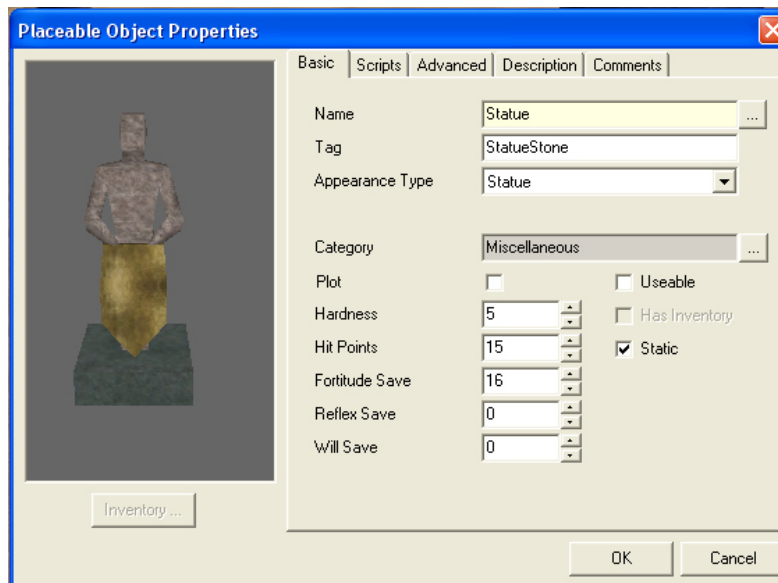 Placeable Object Properties
Basic Scripts Advanced Description Comments
Name Statue ...
Tag StatueStone
Appearance Type Statue
Category Miscellaneous ...
Plot Useable
Hardness 5 Has Inventory
Hit Points 15 Static
Fortitude Save 16
Reflex Save 0
Will Save 0
Inventory ...
OK Cancel